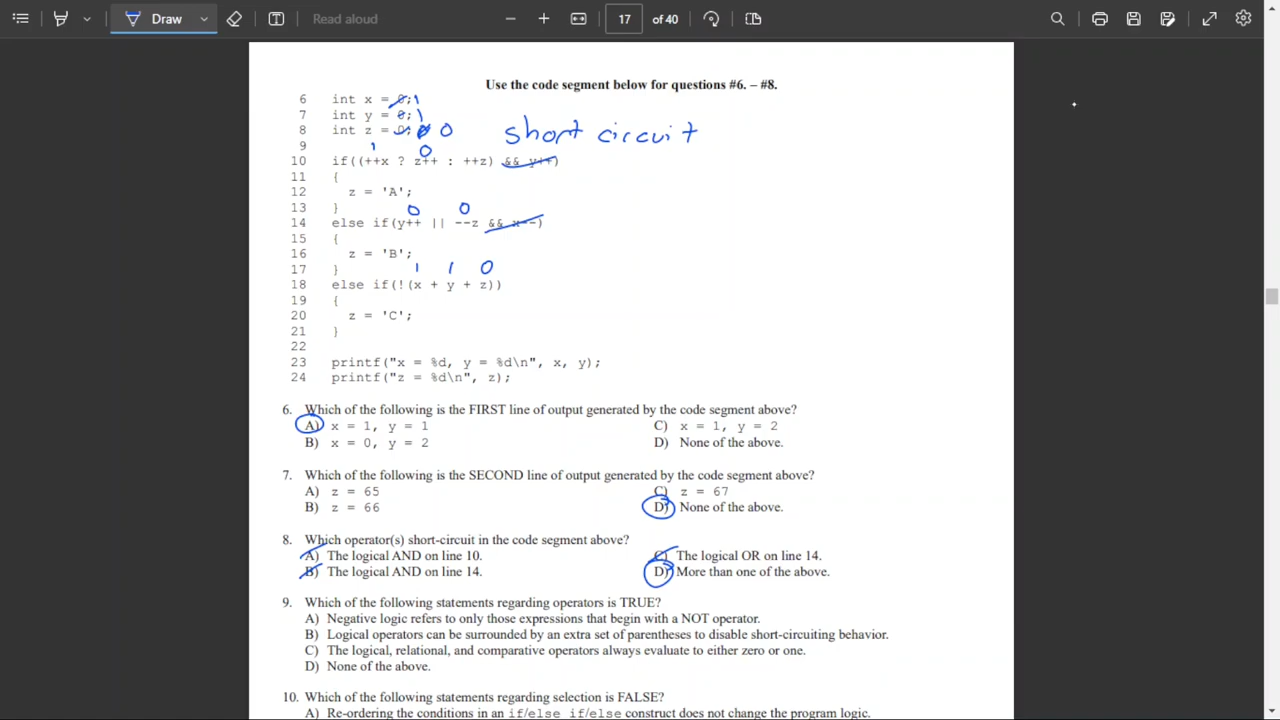 Draw
Read aloud
17 of 40
Use the code segment below for questions #6. – #8.
6 int x = 0; 1
7 int y = 0; 1
8 int z = 0; 0 0
short circuit
9
1 0
10 if((++x ? z++ : ++z) && y++)
11 {
12 z = 'A';
13 }
0 0
14 else if(y++ || --z && x--)
15 {
16 z = 'B';
17 }
1 1 0
18 else if(!(x + y + z))
19 {
20 z = 'C';
21 }
22
23 printf("x = %d, y = %d\n", x, y);
24 printf("z = %d\n", z);
6. Which of the following is the FIRST line of output generated by the code segment above?
A) x = 1, y = 1 C) x = 1, y = 2
B) x = 0, y = 2 D) None of the above.
7. Which of the following is the SECOND line of output generated by the code segment above?
A) z = 65 C) z = 67
B) z = 66 D) None of the above.
8. Which operator(s) short-circuit in the code segment above?
A) The logical AND on line 10. C) The logical OR on line 14.
B) The logical AND on line 14. D) More than one of the above.
9. Which of the following statements regarding operators is TRUE?
A) Negative logic refers to only those expressions that begin with a NOT operator.
B) Logical operators can be surrounded by an extra set of parentheses to disable short-circuiting behavior.
C) The logical, relational, and comparative operators always evaluate to either zero or one.
D) None of the above.
10. Which of the following statements regarding selection is FALSE?
A) Re-ordering the conditions in an if/else if/else construct does not change the program logic.